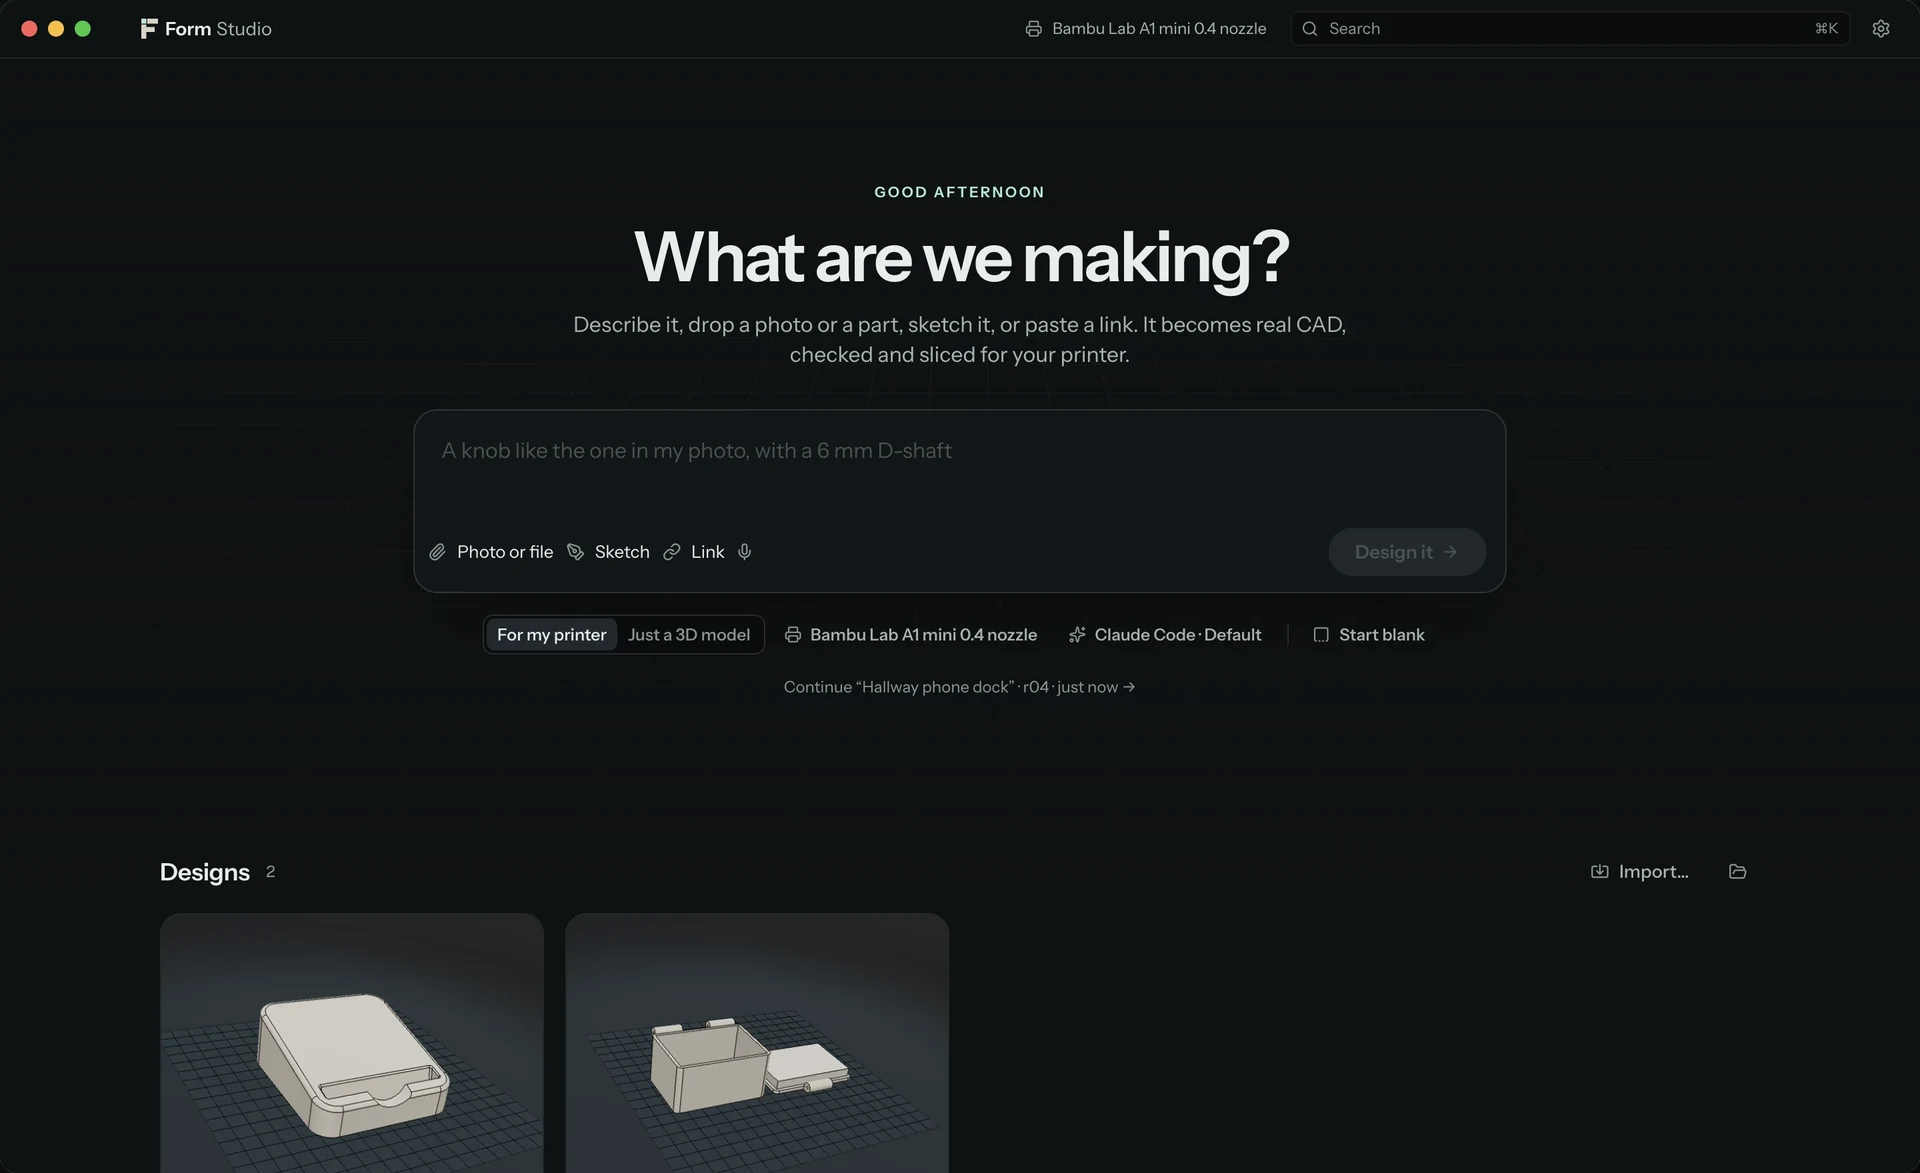 Form Studio
Bambu Lab A1 mini 0.4 nozzle
Search
⌘K
GOOD AFTERNOON
What are we making?
Describe it, drop a photo or a part, sketch it, or paste a link. It becomes real CAD,
checked and sliced for your printer.
A knob like the one in my photo, with a 6 mm D-shaft
Photo or file
Sketch
Link
Design it →
For my printer
Just a 3D model
Bambu Lab A1 mini 0.4 nozzle
Claude Code · Default
Start blank
Continue “Hallway phone dock” · r04 · just now →
Designs 2
Import...